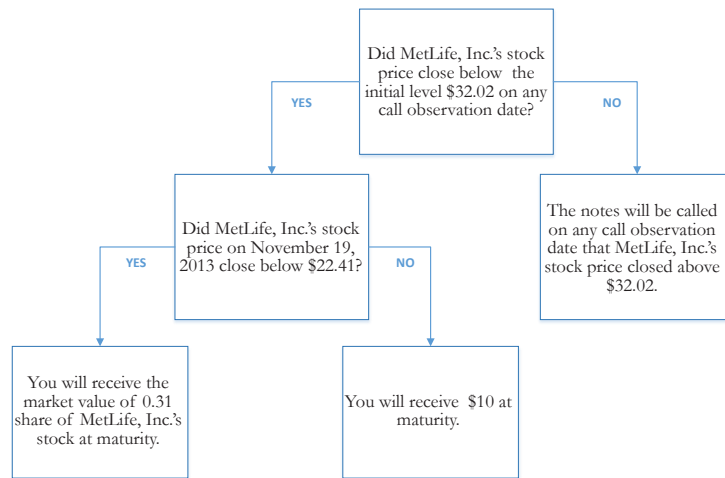 Did MetLife, Inc.'s stock
price close below the
initial level $32.02 on any
call observation date?
YES
NO
Did MetLife, Inc.'s stock
price on November 19,
2013 close below $22.41?
The notes will be called
on any call observation
date that MetLife, Inc.'s
stock price closed above
$32.02.
YES
NO
You will receive the
market value of 0.31
share of MetLife, Inc.'s
stock at maturity.
You will receive $10 at
maturity.